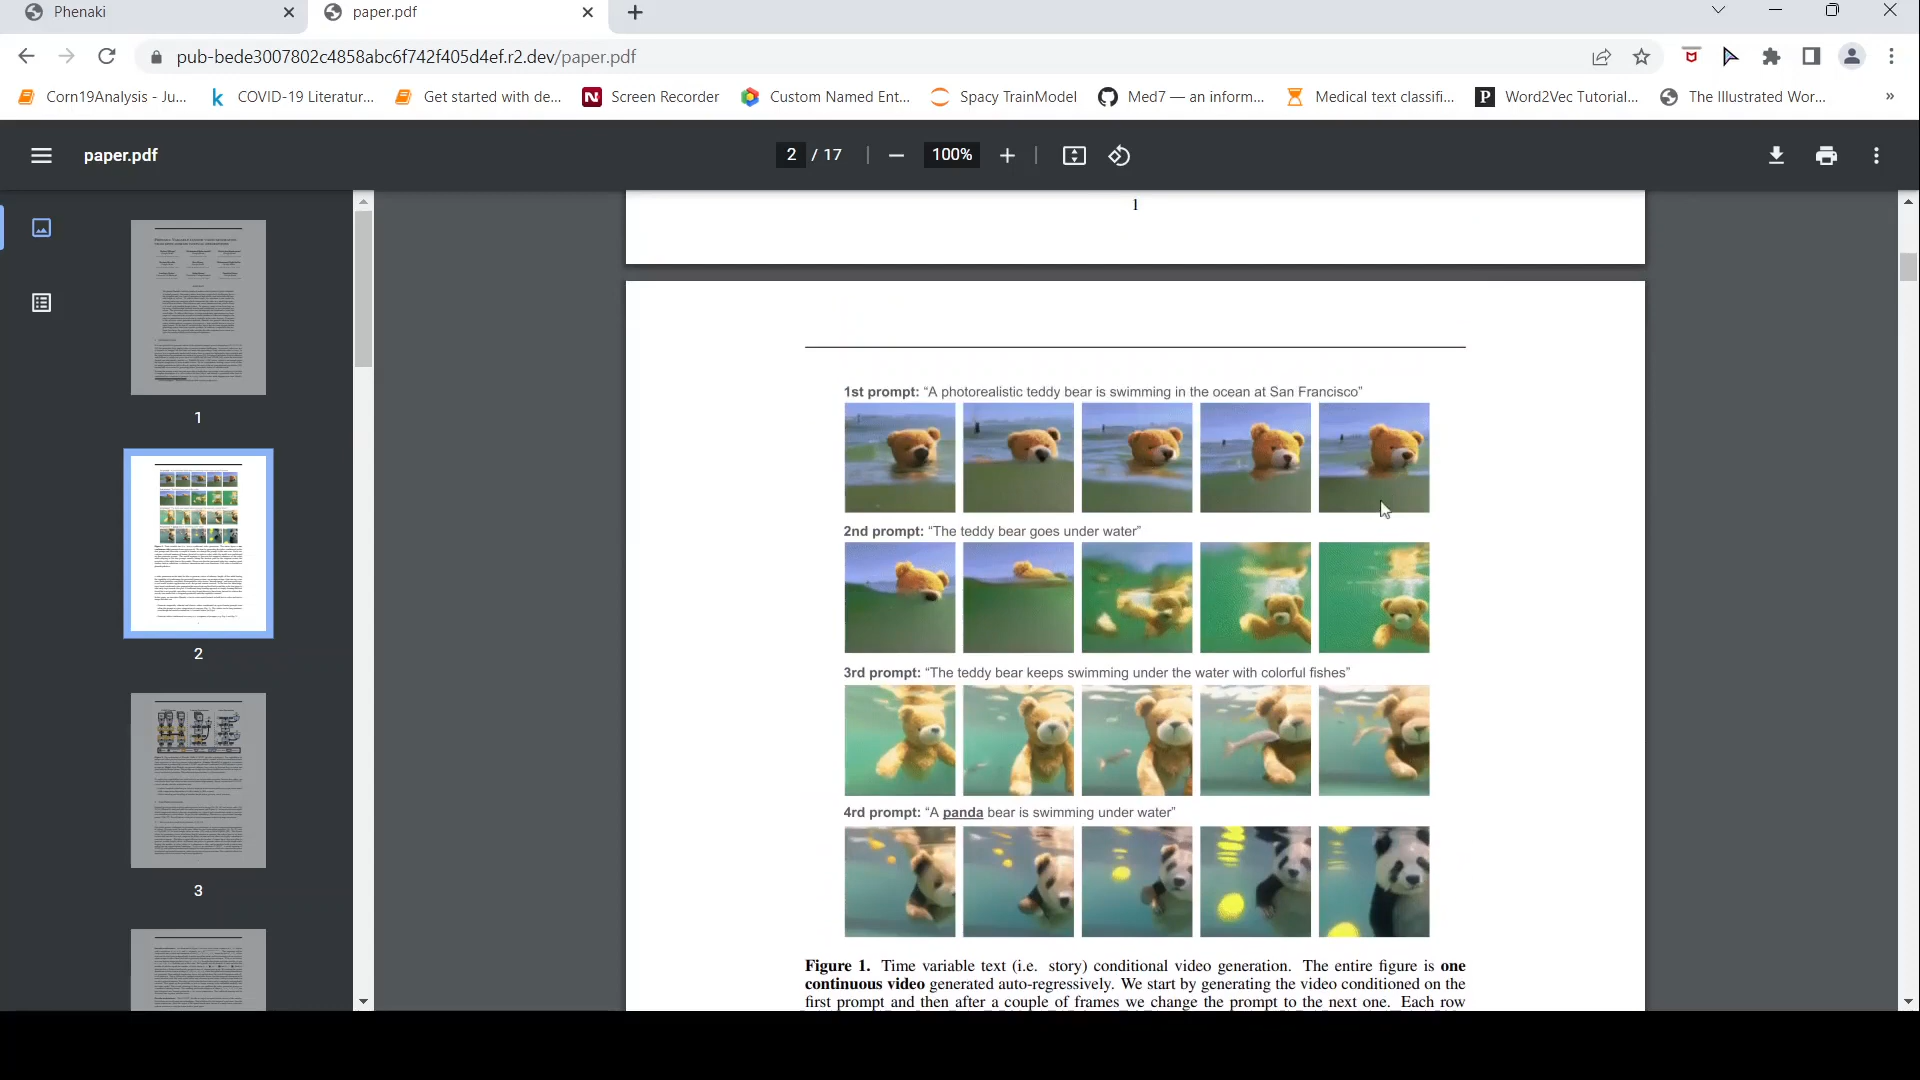 Phenaki
paper.pdf
pub-bede3007802c4858abc6f742f405d4ef.r2.dev/paper.pdf
Corn19Analysis - Ju...
COVID-19 Literatur...
Get started with de...
Screen Recorder
Custom Named Ent...
Spacy TrainModel
Med7 — an inform...
Medical text classifi...
Word2Vec Tutorial...
The Illustrated Wor...
»
paper.pdf
2 / 17
100%
1
2
3
1
1st prompt: “A photorealistic teddy bear is swimming in the ocean at San Francisco”
2nd prompt: “The teddy bear goes under water”
3rd prompt: “The teddy bear keeps swimming under the water with colorful fishes”
4rd prompt: “A panda bear is swimming under water”
Figure 1. Time variable text (i.e. story) conditional video generation. The entire figure is one
continuous video generated auto-regressively. We start by generating the video conditioned on the
first prompt and then after a couple of frames we change the prompt to the next one. Each row